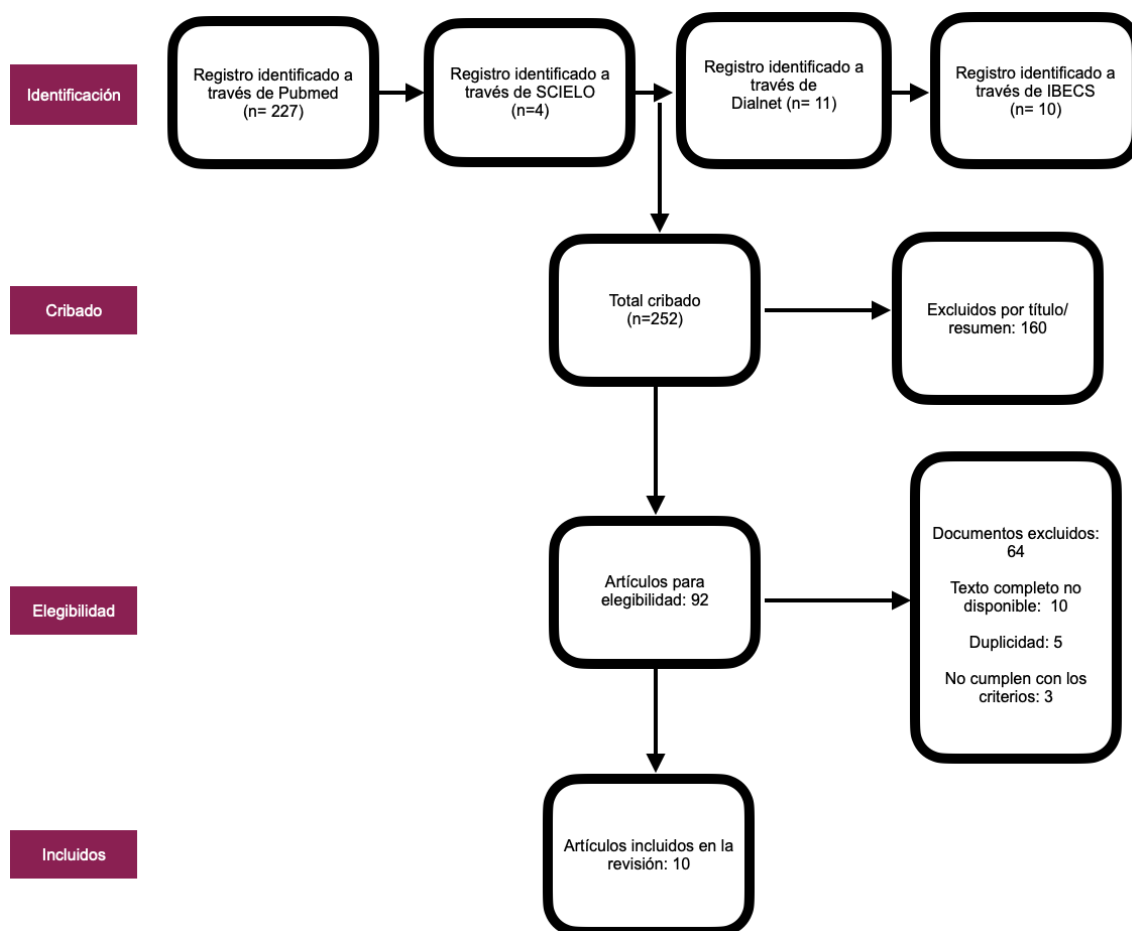 Identificación
Registro identificado a
través de Pubmed
(n= 227)
Registro identificado a
través de SCIELO
(n=4)
Registro identificado a
través de
Dialnet (n= 11)
Registro identificado a
través de IBECS
(n= 10)
Cribado
Total cribado
(n=252)
Excluidos por título/
resumen: 160
Elegibilidad
Artículos para
elegibilidad: 92
Documentos excluidos:
64
Texto completo no
disponible: 10
Duplicidad: 5
No cumplen con los
criterios: 3
Incluidos
Artículos incluidos en la
revisión: 10